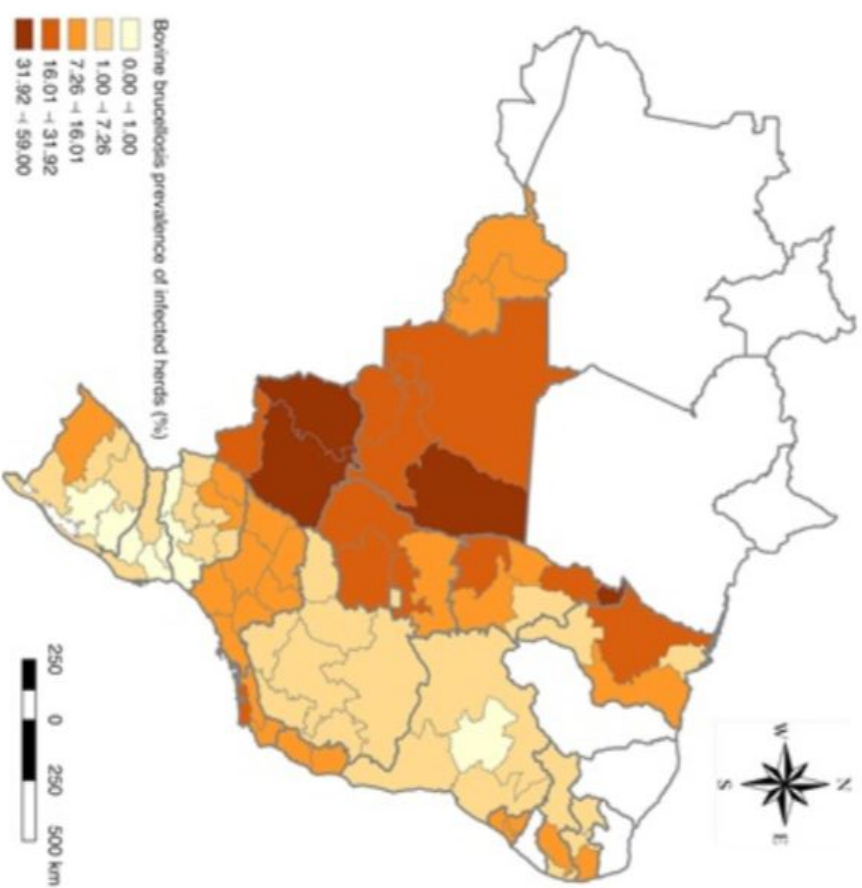 Bovine brucellosis prevalence of infected herds (%)
0.00 ⊣ 1.00
1.00 ⊣ 7.26
7.26 ⊣ 16.01
16.01 ⊣ 31.92
31.92 ⊣ 59.00
250 0 250 500 km
N
W
E
S